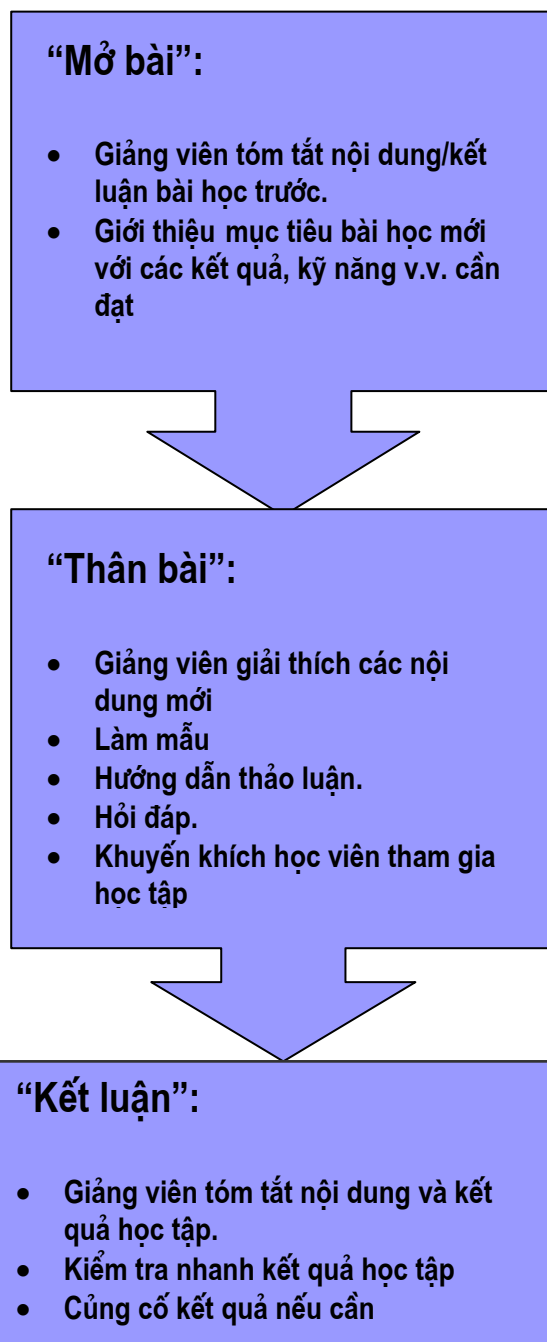 “Mở bài”:
• Giảng viên tóm tắt nội dung/kết
luận bài học trước.
• Giới thiệu mục tiêu bài học mới
với các kết quả, kỹ năng v.v. cần
đạt
“Thân bài”:
• Giảng viên giải thích các nội
dung mới
• Làm mẫu
• Hướng dẫn thảo luận.
• Hỏi đáp.
• Khuyến khích học viên tham gia
học tập
“Kết luận”:
• Giảng viên tóm tắt nội dung và kết
quả học tập.
• Kiểm tra nhanh kết quả học tập
• Củng cố kết quả nếu cần